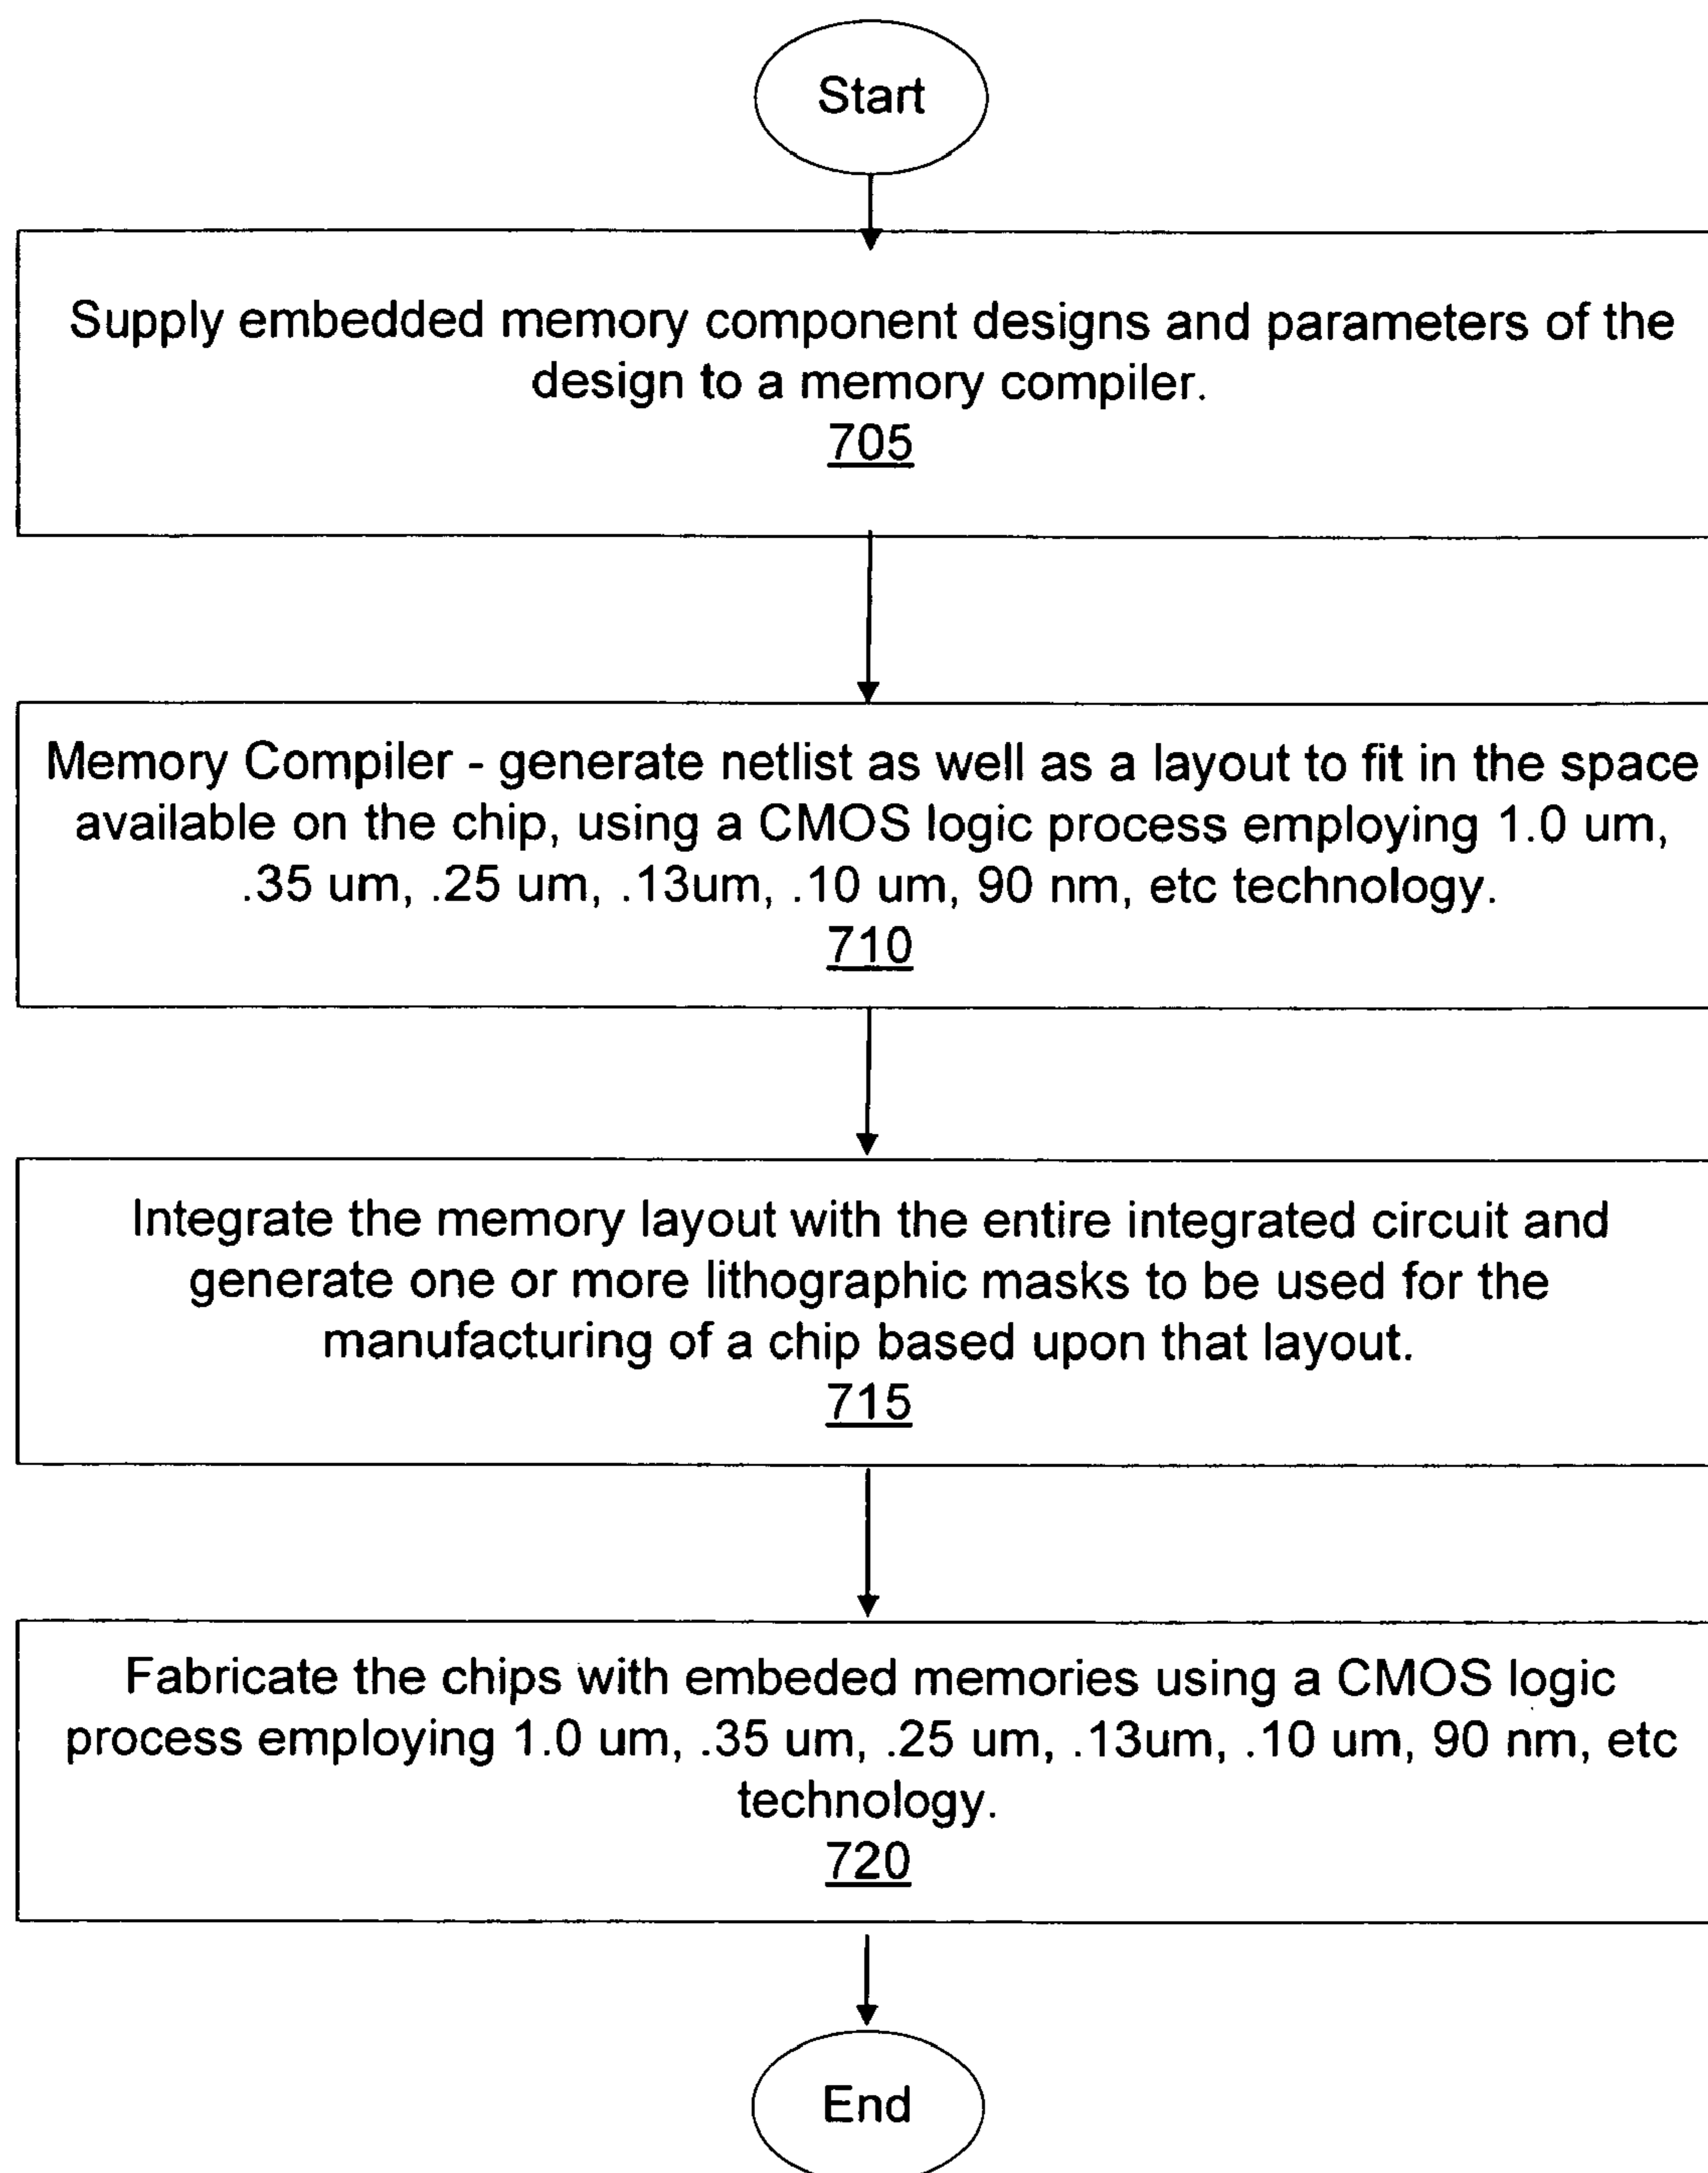 Start
Supply embedded memory component designs and parameters of the
design to a memory compiler.
705
Memory Compiler - generate netlist as well as a layout to fit in the space
available on the chip, using a CMOS logic process employing 1.0 um,
.35 um, .25 um, .13um, .10 um, 90 nm, etc technology.
710
Integrate the memory layout with the entire integrated circuit and
generate one or more lithographic masks to be used for the
manufacturing of a chip based upon that layout.
715
Fabricate the chips with embeded memories using a CMOS logic
process employing 1.0 um, .35 um, .25 um, .13um, .10 um, 90 nm, etc
technology.
720
End